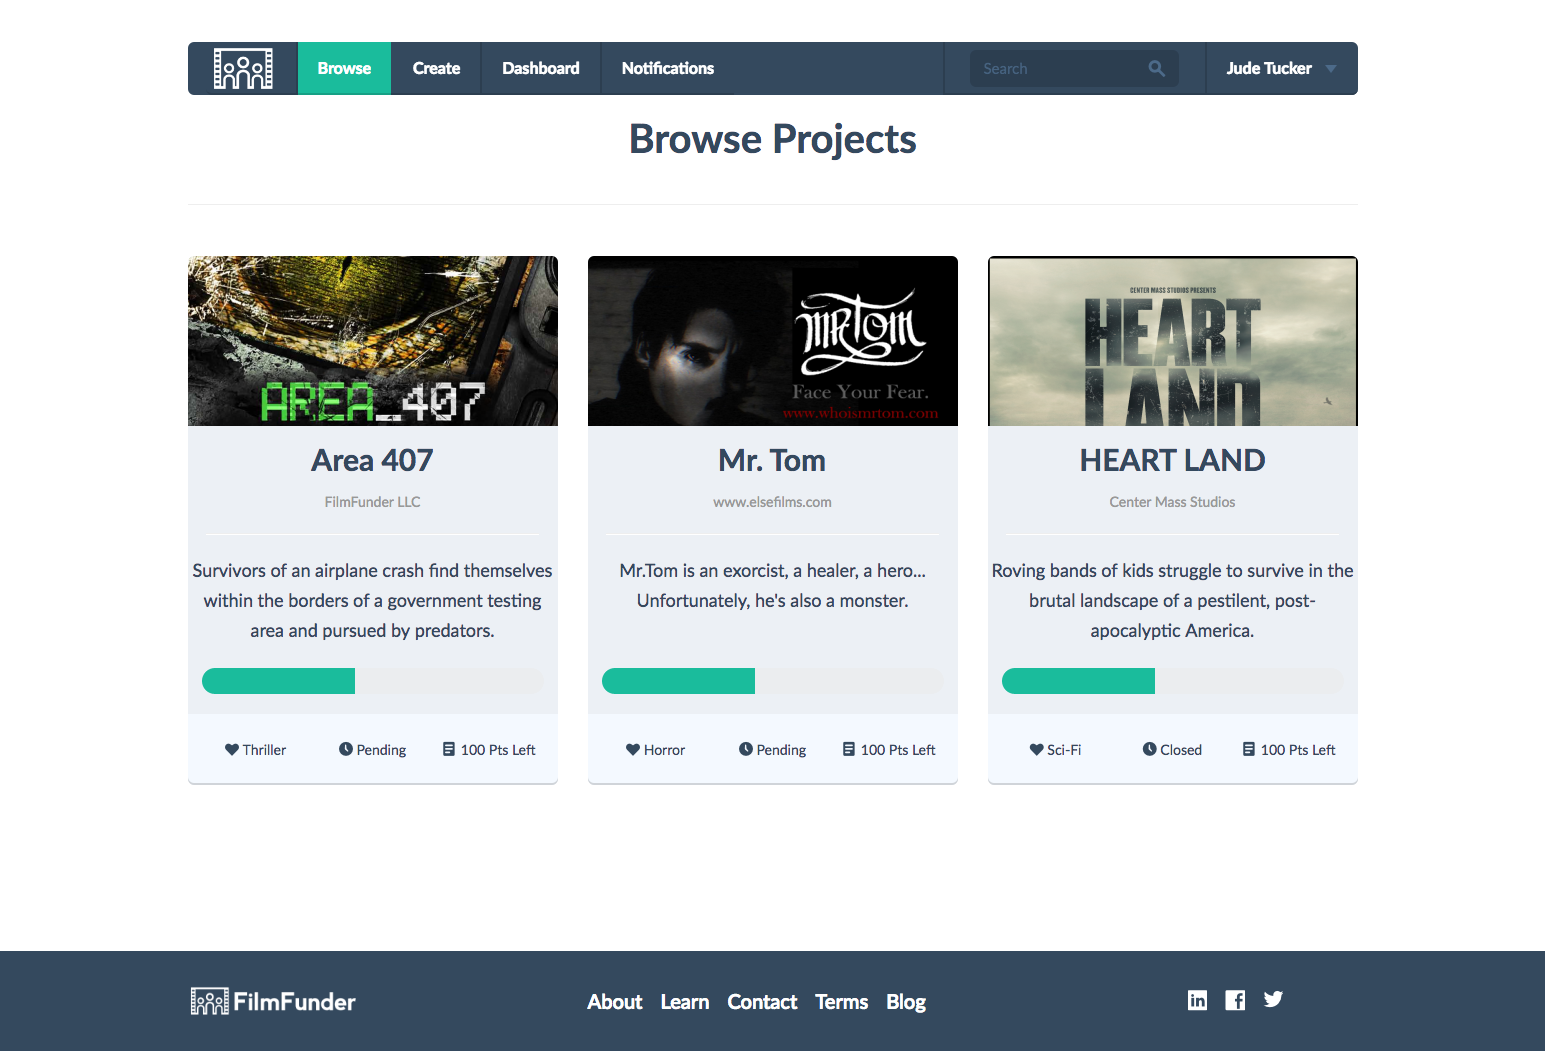 Browse
Create
Dashboard
Notifications
Search
Jude Tucker
Browse Projects
AREA_407
Area 407
FilmFunder LLC
Survivors of an airplane crash find themselves
within the borders of a government testing
area and pursued by predators.
Thriller
Pending
100 Pts Left
MR.TOM
Face Your Fear.
www.whoismrtom.com
Mr. Tom
www.elsefilms.com
Mr.Tom is an exorcist, a healer, a hero...
Unfortunately, he's also a monster.
Horror
Pending
100 Pts Left
CENTER MASS STUDIOS PRESENTS
HEART
LAND
HEART LAND
Center Mass Studios
Roving bands of kids struggle to survive in the
brutal landscape of a pestilent, post-
apocalyptic America.
Sci-Fi
Closed
100 Pts Left
FilmFunder
About
Learn
Contact
Terms
Blog